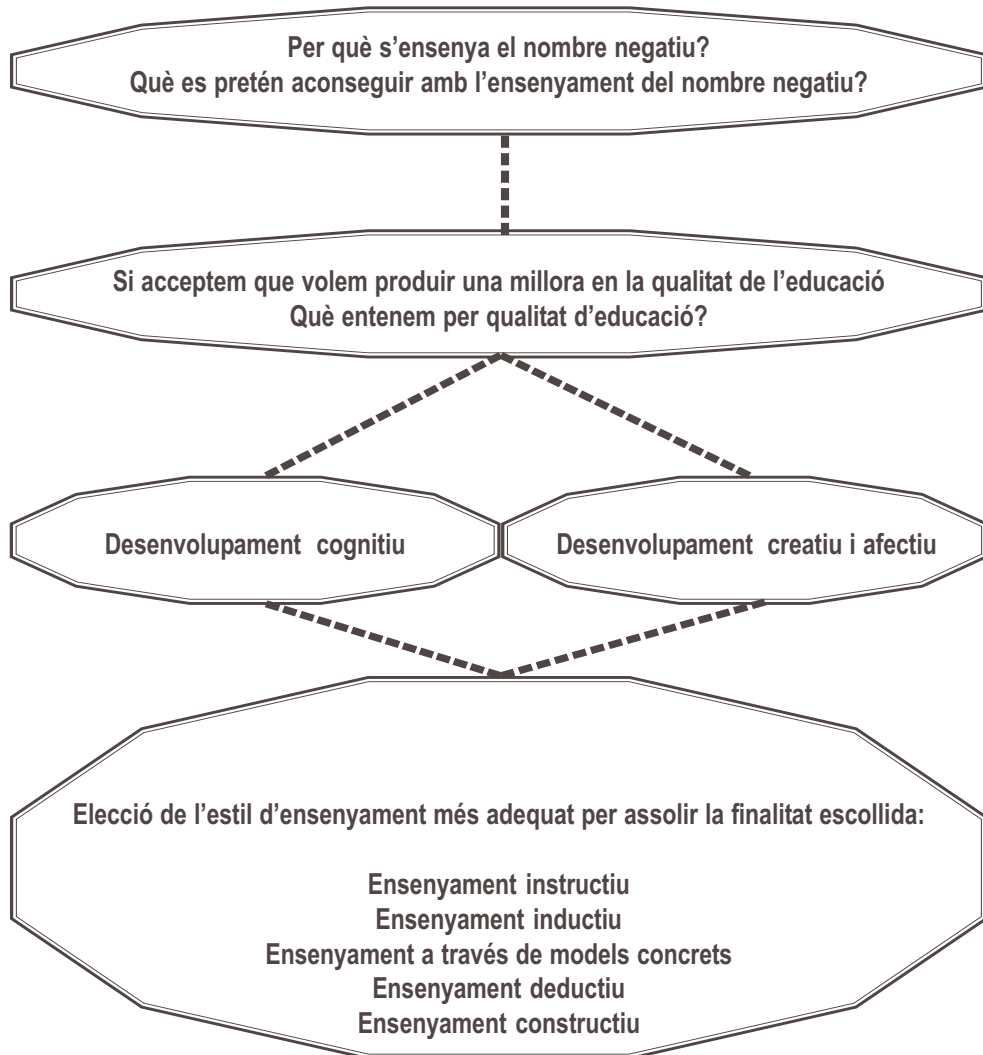 Per què s’ensenya el nombre negatiu?
Què es pretén aconseguir amb l’ensenyament del nombre negatiu?
Si acceptem que volem produir una millora en la qualitat de l’educació
Què entenem per qualitat d’educació?
Desenvolupament cognitiu
Desenvolupament creatiu i afectiu
Elecció de l’estil d’ensenyament més adequat per assolir la finalitat escollida:
Ensenyament instructiu
Ensenyament inductiu
Ensenyament a través de models concrets
Ensenyament deductiu
Ensenyament constructiu